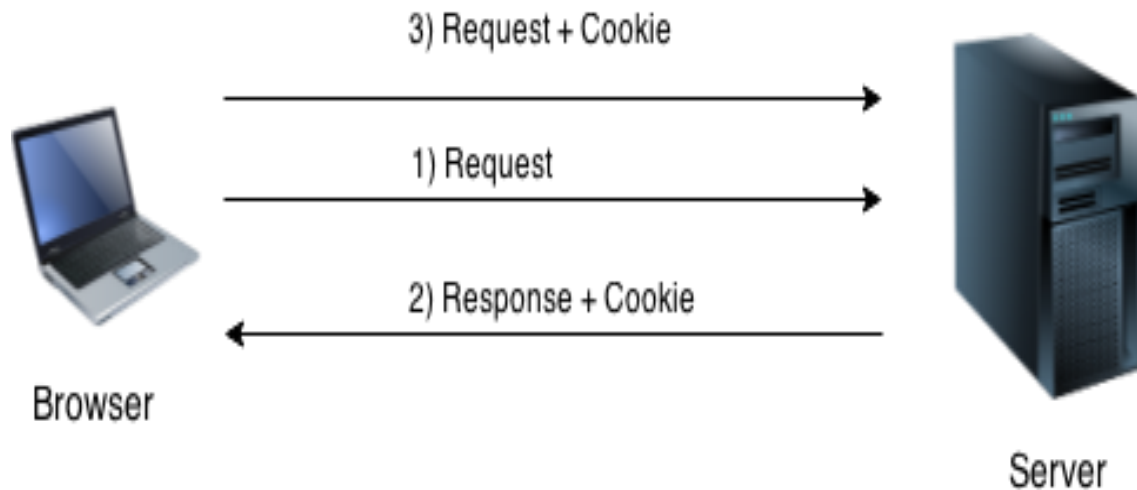 3) Request + Cookie
1) Request
2) Response + Cookie
Browser
Server